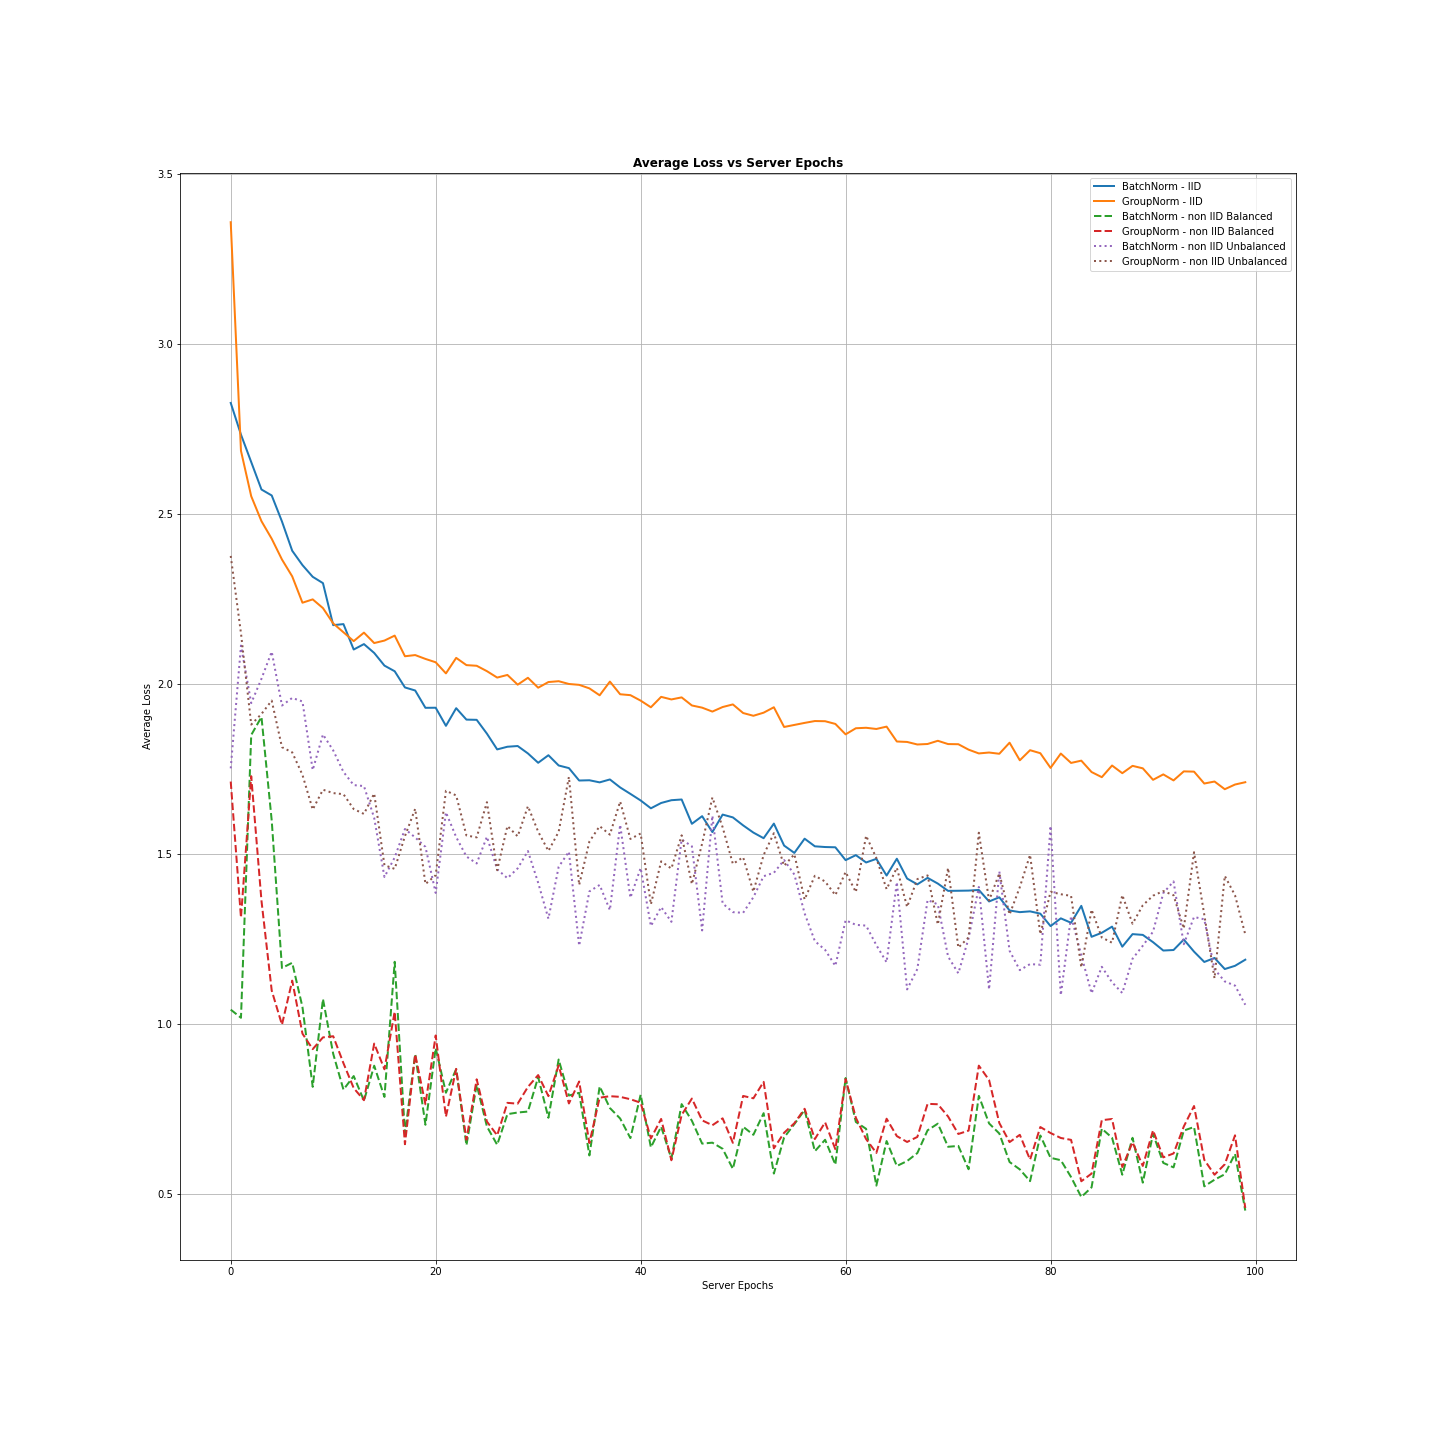 Average Loss vs Server Epochs
3.5
3.0
2.5
2.0
1.5
1.0
0.5
Average Loss
BatchNorm - IID
GroupNorm - IID
BatchNorm - non IID Balanced
GroupNorm - non IID Balanced
BatchNorm - non IID Unbalanced
GroupNorm - non IID Unbalanced
0 20 40 60 80 100
Server Epochs